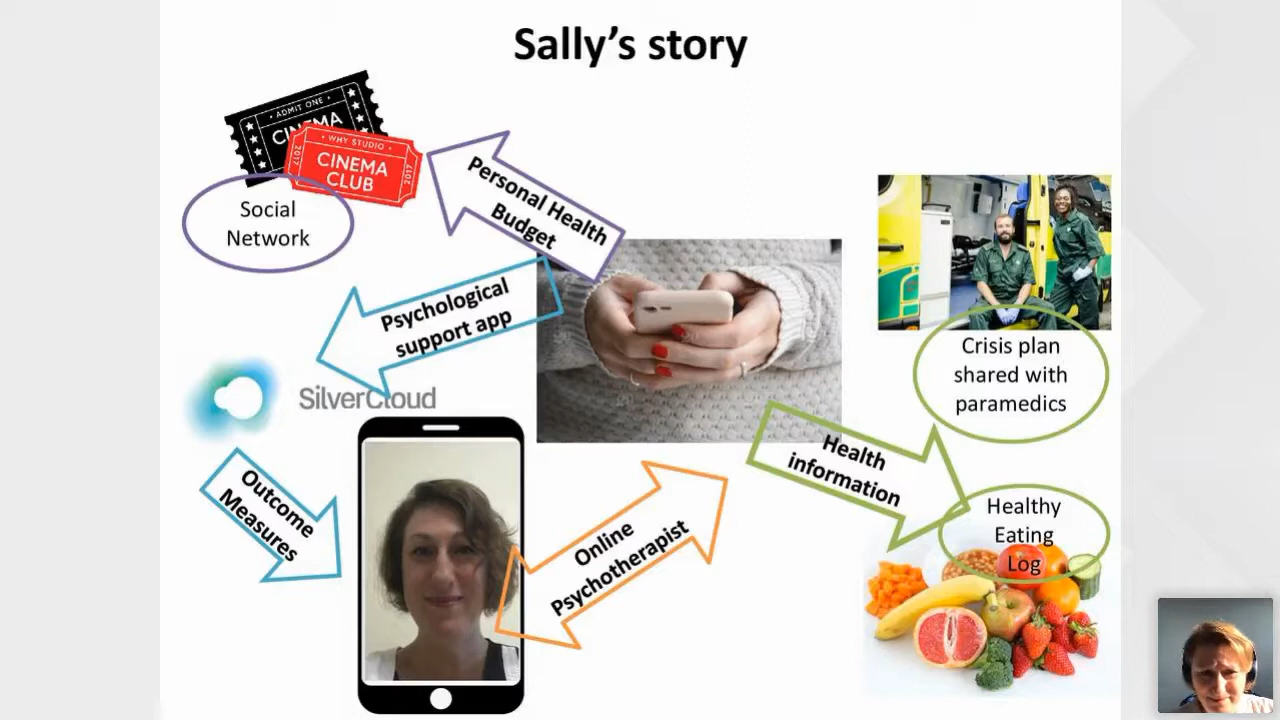 Sally's story
ADMIT ONE
CINEMA
WHY STUDIO
2017
CINEMA
CLUB
2017
Social
Network
Personal Health
Budget
Psychological
support app
SilverCloud
Outcome
Measures
Online
Psychotherapist
Health
information
Crisis plan
shared with
paramedics
Healthy
Eating
Log